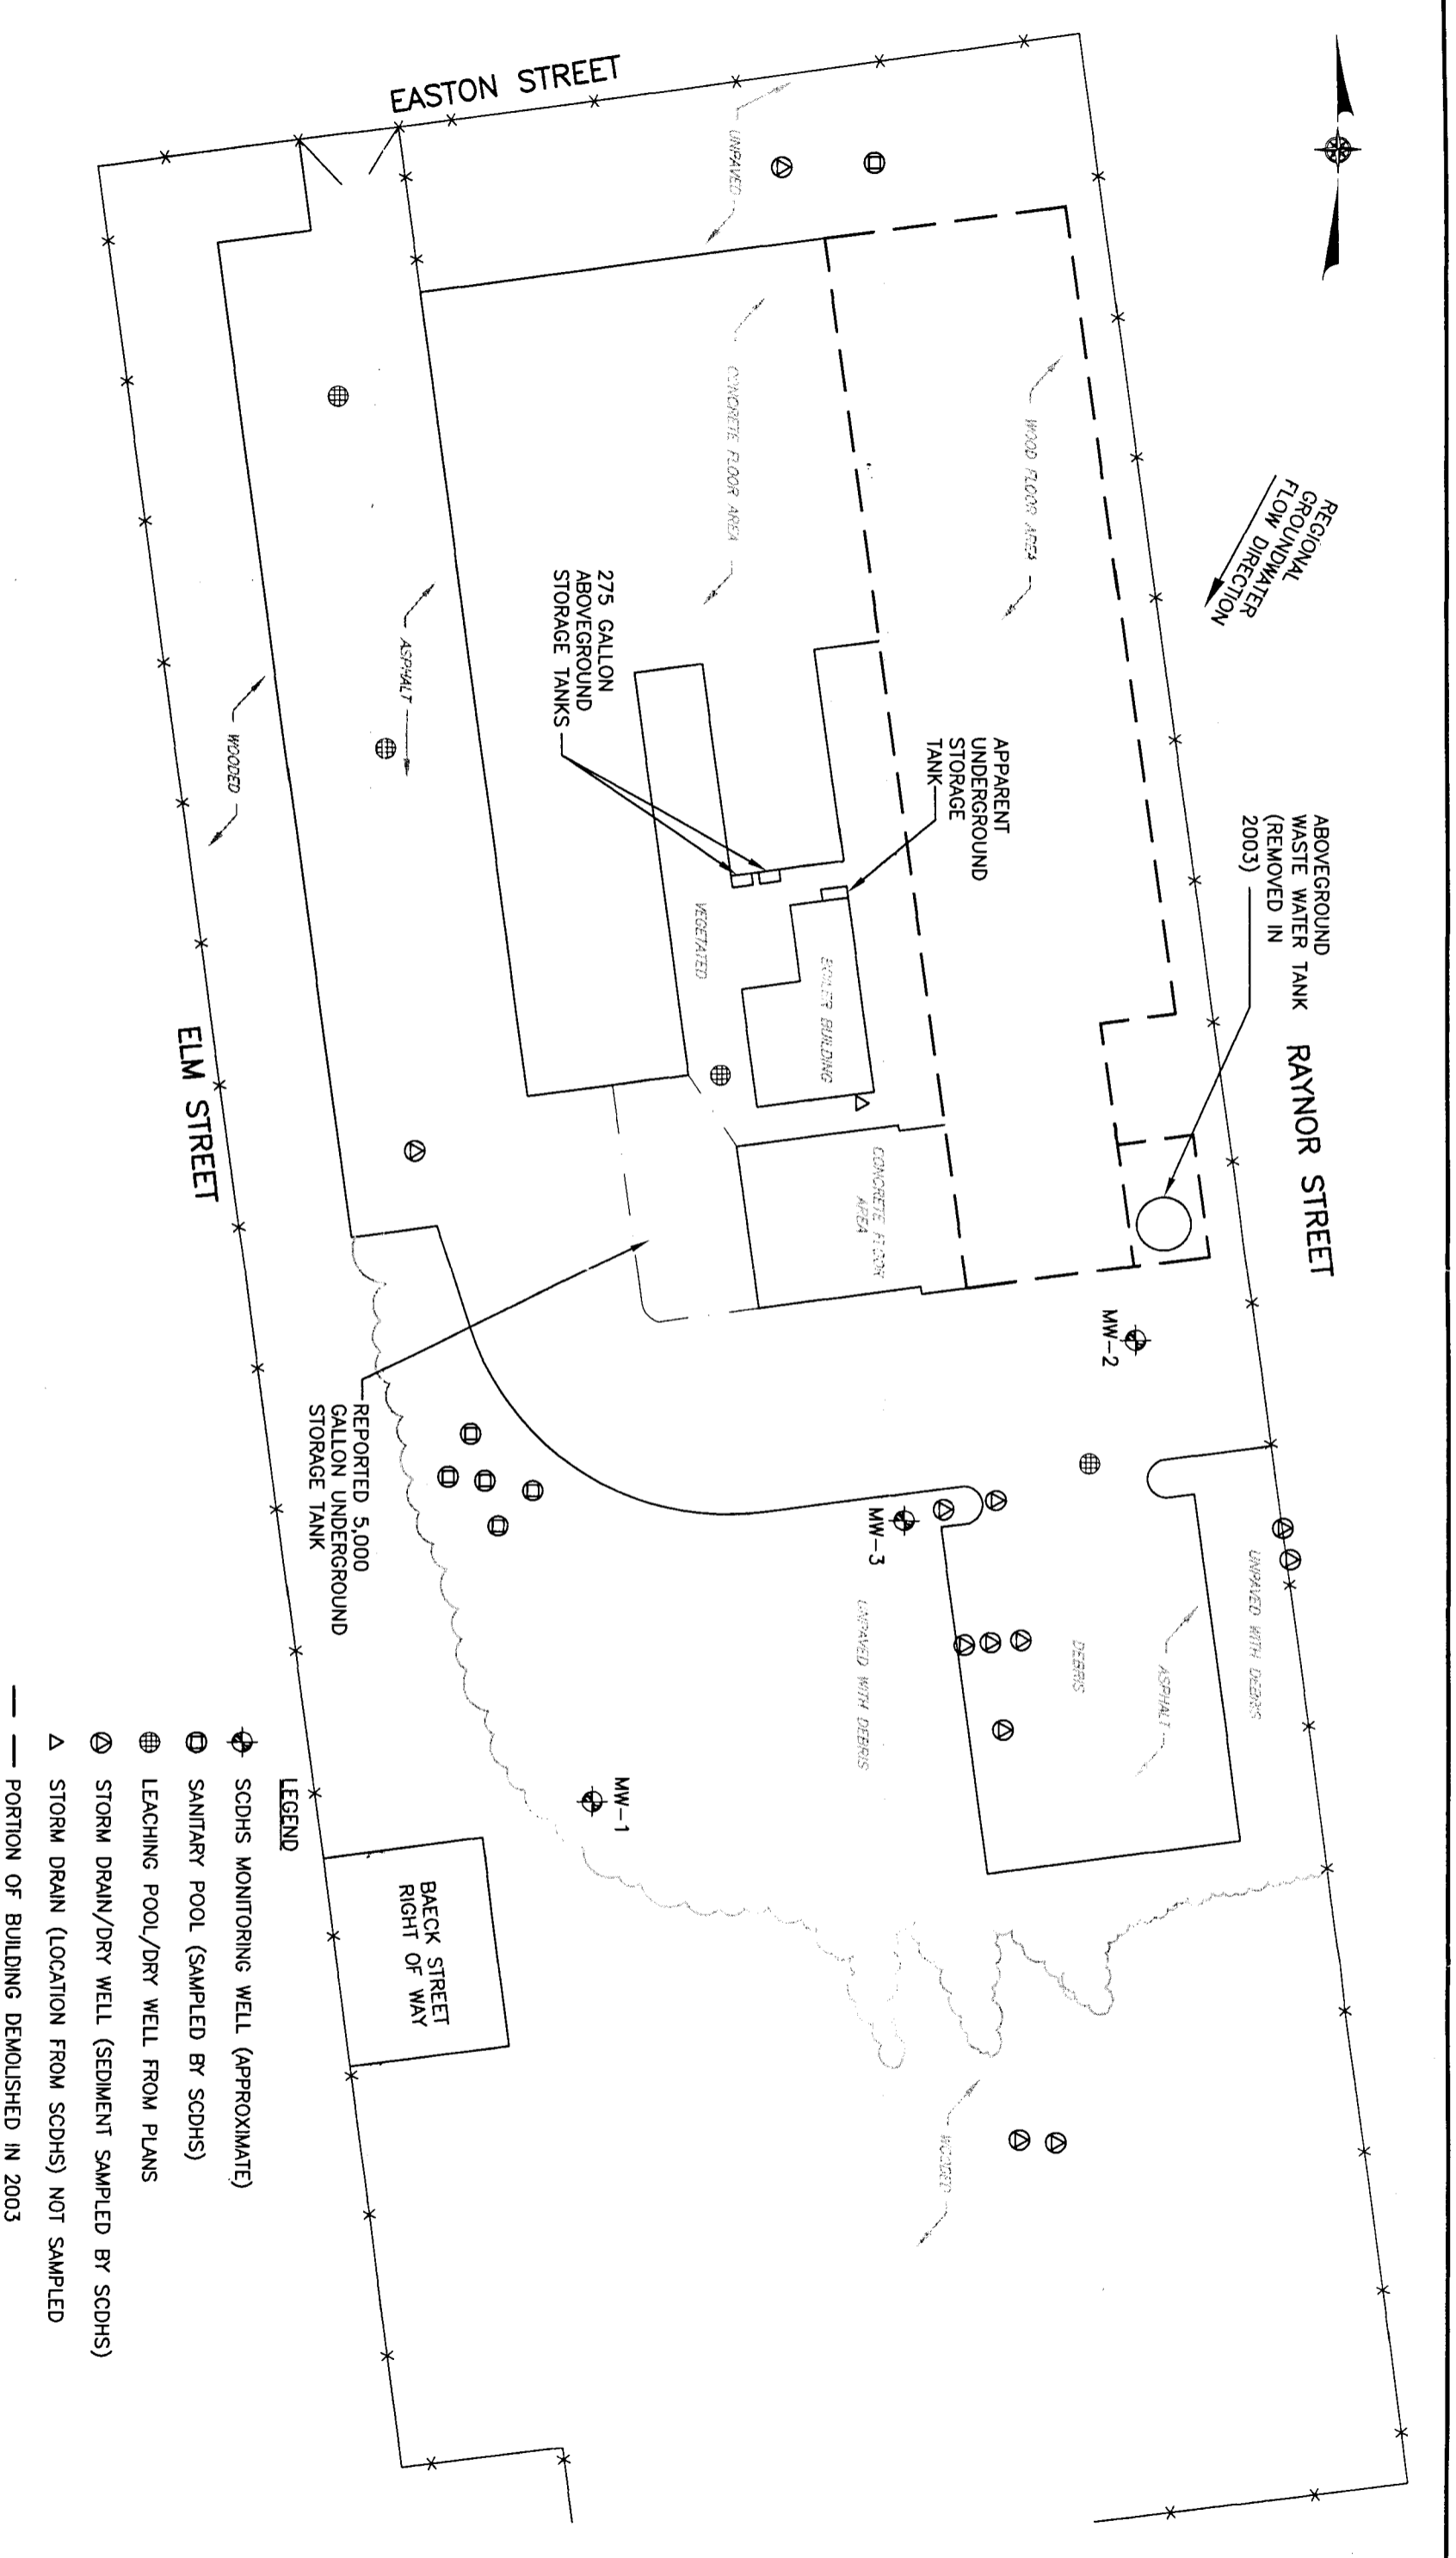 EASTON STREET
UNPAVED
CONCRETE FLOOR AREA
WOOD FLOOR AREA
REGIONAL
GROUNDWATER
FLOW DIRECTION
275 GALLON
ABOVEGROUND
STORAGE TANKS
ASPHALT
WOODED
APPARENT
UNDERGROUND
STORAGE
TANK
ABOVEGROUND
WASTE WATER TANK
(REMOVED IN
2003)
RAYNOR STREET
VEGETATED
BOILER BUILDING
ELM STREET
CONCRETE FLOOR
AREA
MW-2
REPORTED 5,000
GALLON UNDERGROUND
STORAGE TANK
MW-3
UNPAVED WITH DEBRIS
UNPAVED WITH DEBRIS
DEBRIS
ASPHALT
MW-1
BAECK STREET
RIGHT OF WAY
WOODED
LEGEND
SCDHS MONITORING WELL (APPROXIMATE)
SANITARY POOL (SAMPLED BY SCDHS)
LEACHING POOL/DRY WELL FROM PLANS
STORM DRAIN/DRY WELL (SEDIMENT SAMPLED BY SCDHS)
STORM DRAIN (LOCATION FROM SCDHS) NOT SAMPLED
PORTION OF BUILDING DEMOLISHED IN 2003